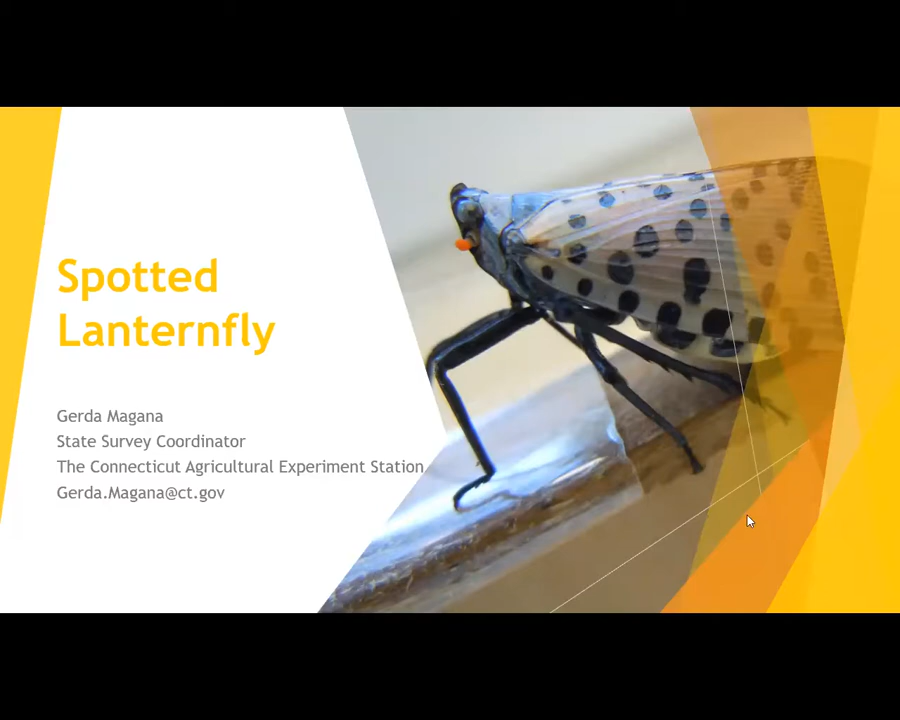 Spotted
Lanternfly
Gerda Magana
State Survey Coordinator
The Connecticut Agricultural Experiment Station
Gerda.Magana@ct.gov